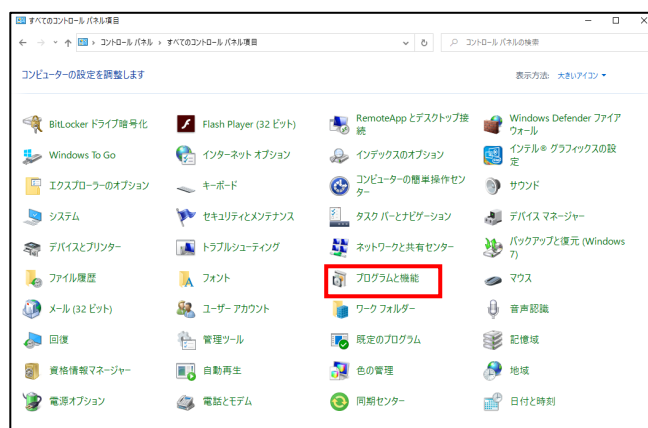 すべてのコントロール パネル項目
コントロール パネル › すべてのコントロール パネル項目
コントロール パネルの検索
コンピューターの設定を調整します
表示方法: 大きいアイコン
BitLocker ドライブ暗号化
Flash Player (32 ビット)
RemoteApp とデスクトップ接
続
Windows Defender ファイア
ウォール
Windows To Go
インターネット オプション
インデックスのオプション
インテル® グラフィックスの設
定
エクスプローラーのオプション
キーボード
コンピューターの簡単操作セン
ター
サウンド
システム
セキュリティとメンテナンス
タスク バーとナビゲーション
デバイス マネージャー
デバイスとプリンター
トラブルシューティング
ネットワークと共有センター
バックアップと復元 (Windows
7)
ファイル履歴
フォント
プログラムと機能
マウス
メール (32 ビット)
ユーザー アカウント
ワーク フォルダー
音声認識
回復
管理ツール
既定のプログラム
記憶域
資格情報マネージャー
自動再生
色の管理
地域
電源オプション
電話とモデム
同期センター
日付と時刻